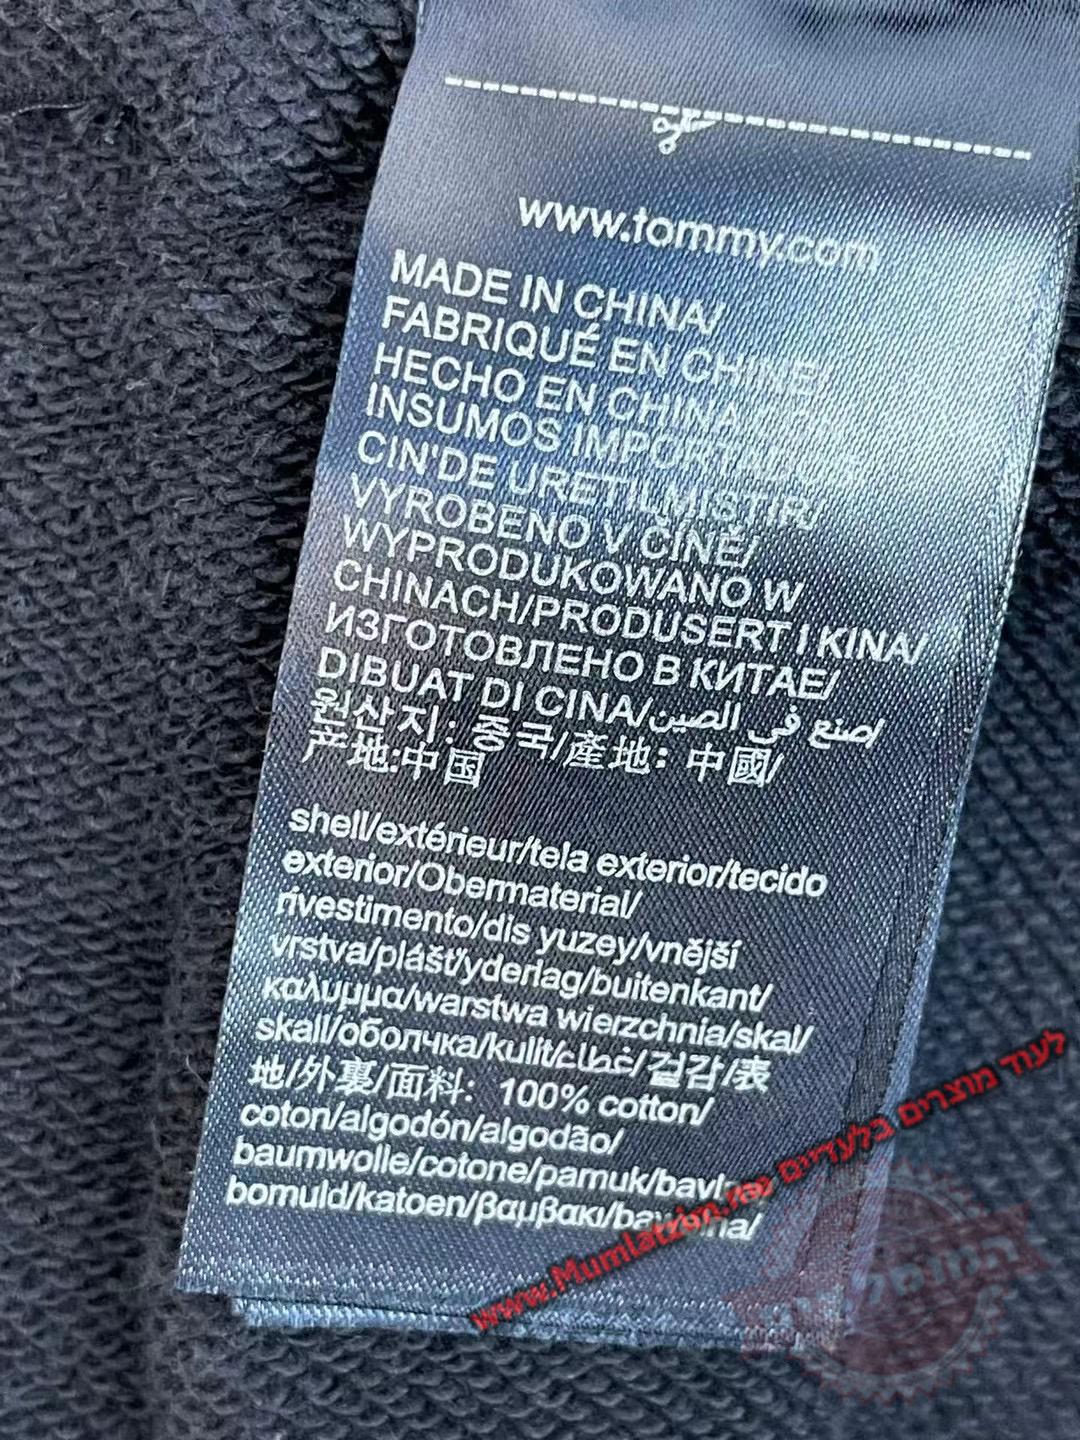 www.tommy.com
MADE IN CHINA/
FABRIQUÉ EN CHINE/
HECHO EN CHINA
INSUMOS IMPORTADOS/
CIN'DE URETILMISTIR/
VYROBENO V ČÍNĚ/
WYPRODUKOWANO W
CHINACH/PRODUSERT I KINA/
ИЗГОТОВЛЕНО В КИТАЕ/
DIBUAT DI CINA/صنع في الصين/
원산지: 중국/產地: 中國/
产地:中国
shell/extérieur/tela exterior/tecido
exterior/Obermaterial/
rivestimento/dis yuzey/vnější
vrstva/plášť/yderlag/buitenkant/
καλυμμα/warstwa wierzchnia/skal/
skall/оболчка/kulit/غطاء/겉감/表
地/外裏/面料: 100% cotton/
coton/algodón/algodão/
baumwolle/cotone/pamuk/
bomuld/katoen/βαμβακι/
www.Mumlatzim.me לעוד מוצרים בלעדיים